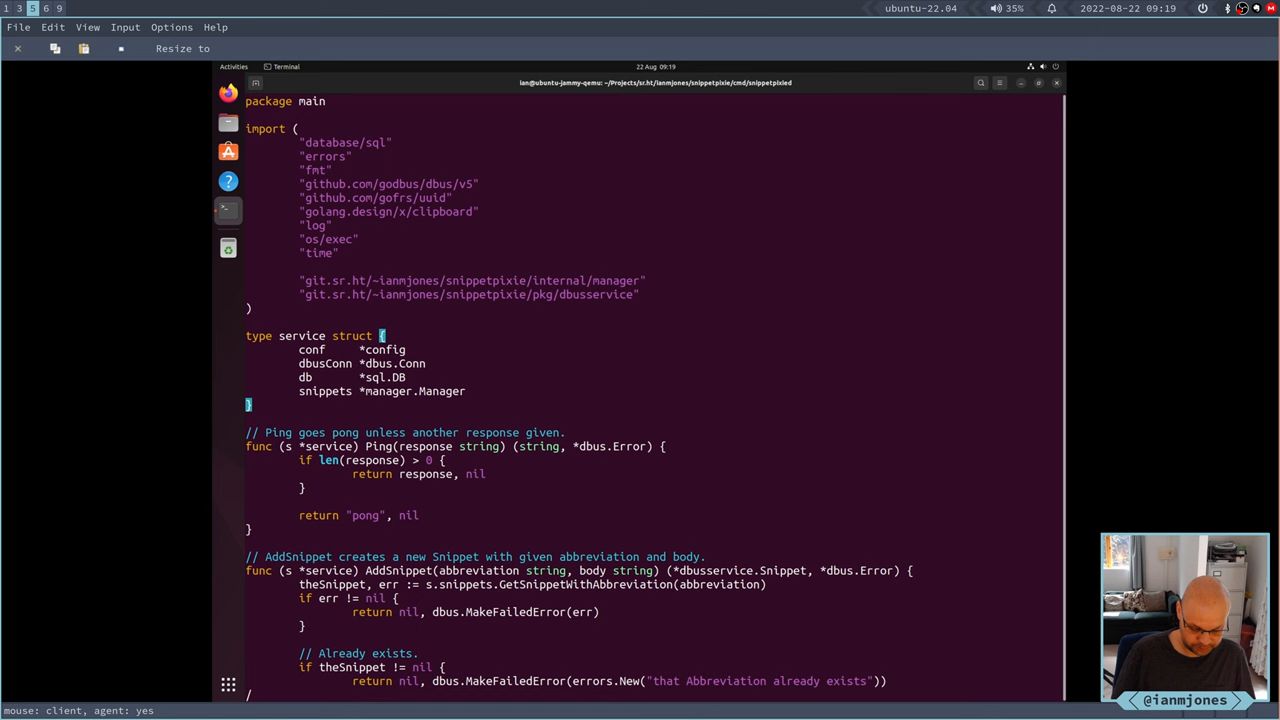 1 3 5 6 9
ubuntu-22.04 35% 2022-08-22 09:19
File Edit View Input Options Help
Resize to
Activities Terminal 22 Aug 09:19
ian@ubuntu-jammy-qemu: ~/Projects/sr.ht/ianmjones/snippetpixie/cmd/snippetpixied
package main
import (
"database/sql"
"errors"
"fmt"
"github.com/godbus/dbus/v5"
"github.com/gofrs/uuid"
"golang.design/x/clipboard"
"log"
"os/exec"
"time"
"git.sr.ht/~ianmjones/snippetpixie/internal/manager"
"git.sr.ht/~ianmjones/snippetpixie/pkg/dbusservice"
)
type service struct {
conf *config
dbusConn *dbus.Conn
db *sql.DB
snippets *manager.Manager
}
// Ping goes pong unless another response given.
func (s *service) Ping(response string) (string, *dbus.Error) {
if len(response) > 0 {
return response, nil
}
return "pong", nil
}
// AddSnippet creates a new Snippet with given abbreviation and body.
func (s *service) AddSnippet(abbreviation string, body string) (*dbusservice.Snippet, *dbus.Error) {
theSnippet, err := s.snippets.GetSnippetWithAbbreviation(abbreviation)
if err != nil {
return nil, dbus.MakeFailedError(err)
}
// Already exists.
if theSnippet != nil {
return nil, dbus.MakeFailedError(errors.New("that Abbreviation already exists"))
/
@ianmjones
mouse: client, agent: yes